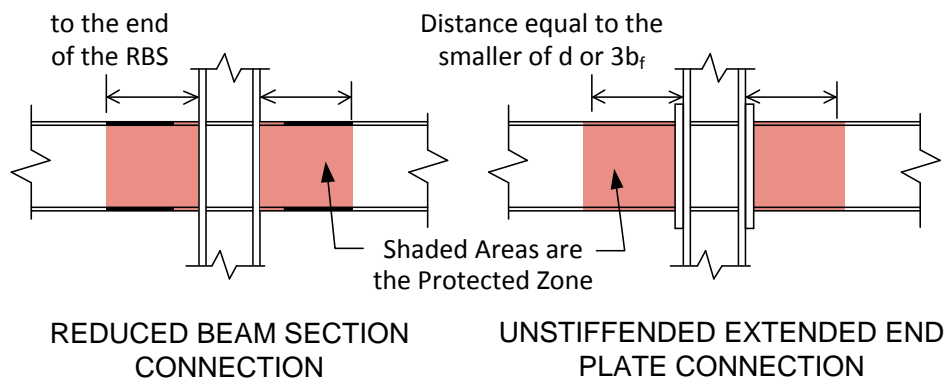 to the end
of the RBS
Distance equal to the
smaller of d or 3bf
Shaded Areas are
the Protected Zone
REDUCED BEAM SECTION
CONNECTION
UNSTIFFENDED EXTENDED END
PLATE CONNECTION